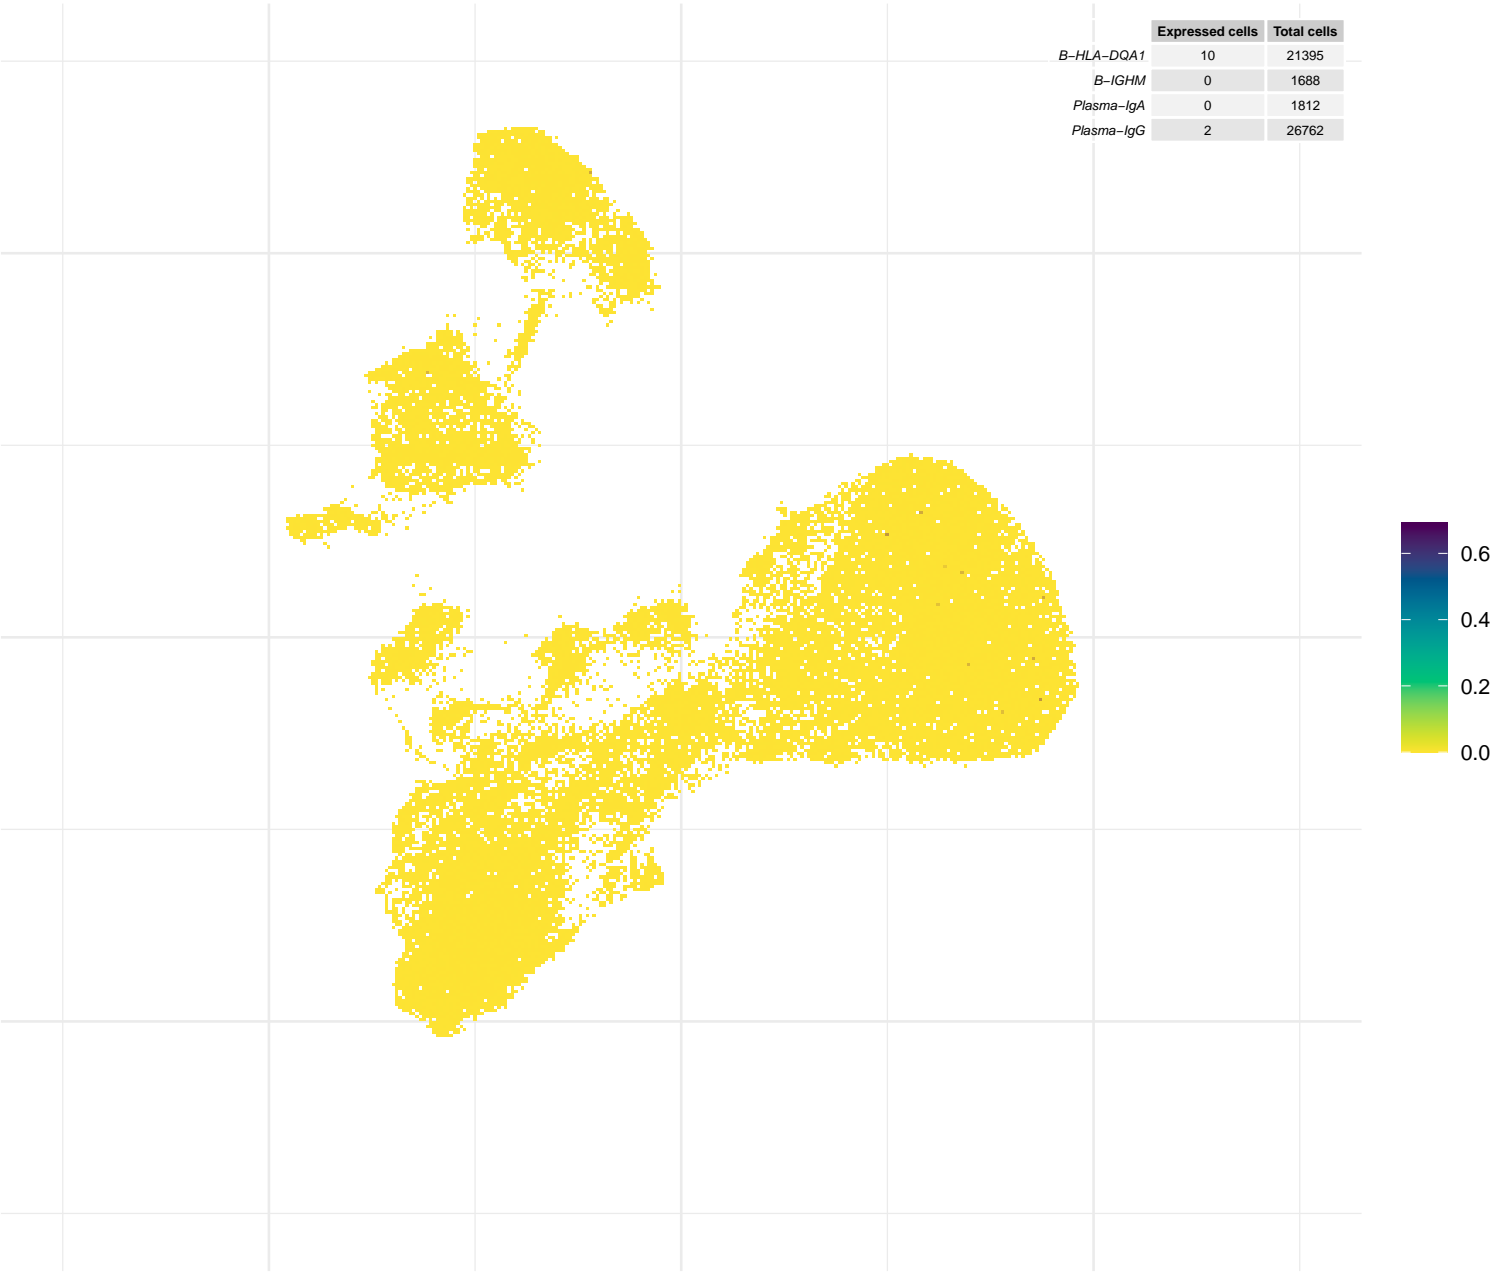 Expressed cells Total cells
B−HLA−DQA1 10 21395
B−IGHM 0 1688
Plasma−IgA 0 1812
Plasma−IgG 2 26762
0.6
0.4
0.2
0.0